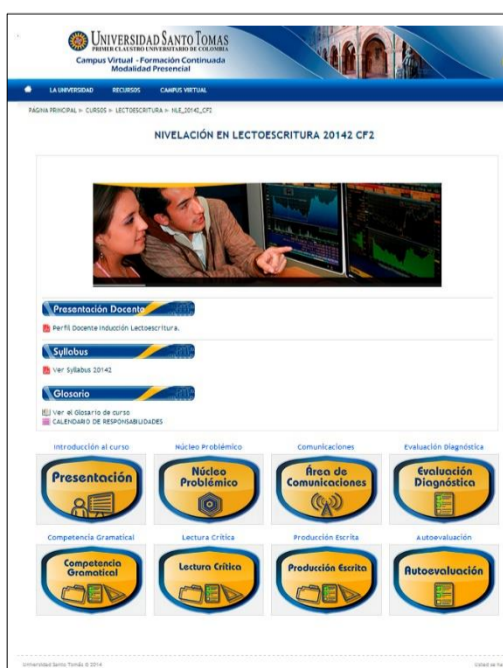 UNIVERSIDAD SANTO TOMAS
PRIMER CLAUSTRO UNIVERSITARIO DE COLOMBIA
Campus Virtual - Formación Continuada
Modalidad Presencial
LA UNIVERSIDAD RECURSOS CAMPUS VIRTUAL
PÁGINA PRINCIPAL ► CURSOS ► LECTOESCRITURA ► NLE_20142_CF2
NIVELACIÓN EN LECTOESCRITURA 20142 CF2
Presentación Docente
Perfil Docente Inducción Lectoescritura.
Syllabus
Ver Syllabus 20142
Glosario
Ver el Glosario de curso
CALENDARIO DE RESPONSABILIDADES
Introducción al curso Núcleo Problémico Comunicaciones Evaluación Diagnóstica
Presentación
Núcleo
Problémico
Área de
Comunicaciones
Evaluación
Diagnóstica
Competencia Gramatical Lectura Crítica Producción Escrita Autoevaluación
Competencia
Gramatical
Lectura Crítica
Producción Escrita
Autoevaluación
Universidad Santo Tomás © 2014